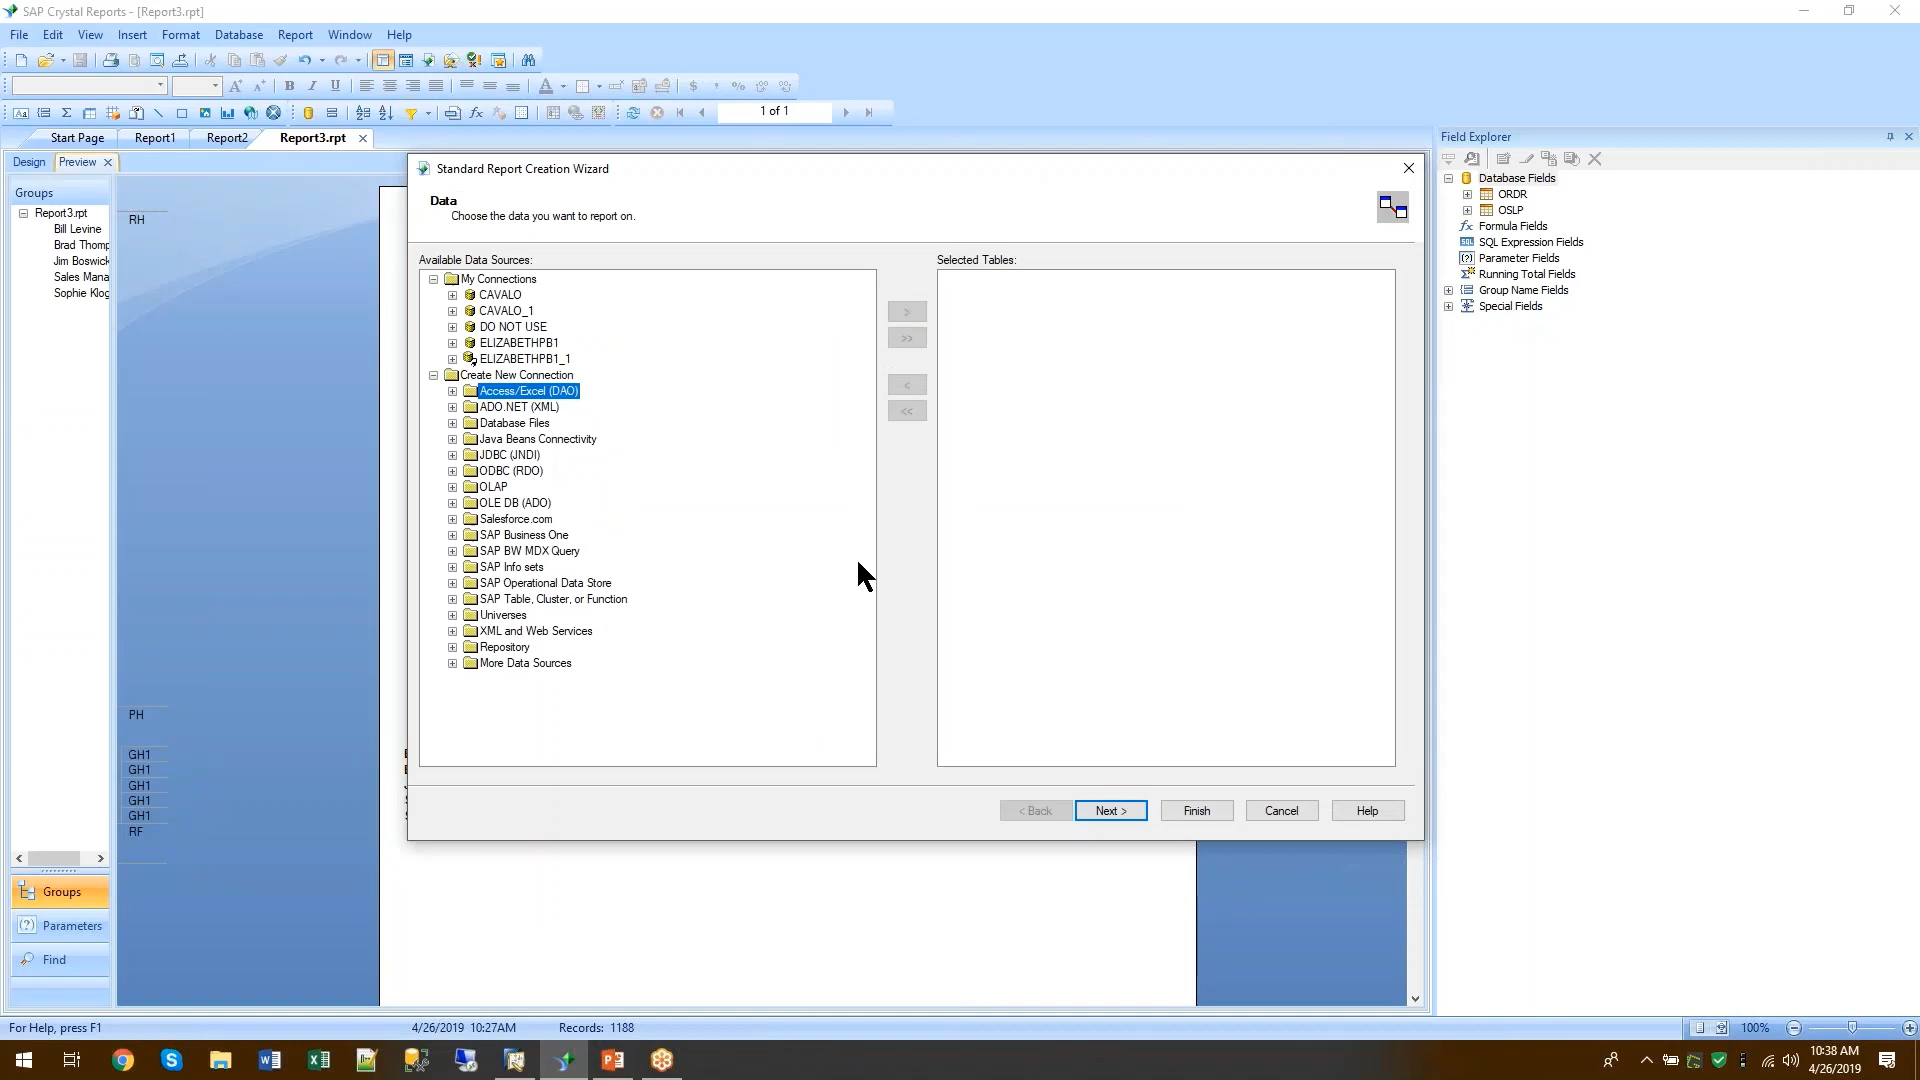 SAP Crystal Reports - [Report3.rpt]
File Edit View Insert Format Database Report Window Help
1 of 1
Start Page Report1 Report2 Report3.rpt
Design Preview
Groups
Report3.rpt
Bill Levine
Brad Thomp
Jim Boswick
Sales Mana
Sophie Klog
RH
PH
GH1
GH1
GH1
GH1
GH1
RF
Groups
Parameters
Find
Standard Report Creation Wizard
Data
Choose the data you want to report on.
Available Data Sources:
My Connections
CAVALO
CAVALO_1
DO NOT USE
ELIZABETHPB1
ELIZABETHPB1_1
Create New Connection
Access/Excel (DAO)
ADO.NET (XML)
Database Files
Java Beans Connectivity
JDBC (JNDI)
ODBC (RDO)
OLAP
OLE DB (ADO)
Salesforce.com
SAP Business One
SAP BW MDX Query
SAP Info sets
SAP Operational Data Store
SAP Table, Cluster, or Function
Universes
XML and Web Services
Repository
More Data Sources
>
>>
<
<<
Selected Tables:
< Back Next > Finish Cancel Help
Field Explorer
Database Fields
ORDR
OSLP
Formula Fields
SQL Expression Fields
Parameter Fields
Running Total Fields
Group Name Fields
Special Fields
For Help, press F1 4/26/2019 10:27AM Records: 1188 100%
10:38 AM
4/26/2019